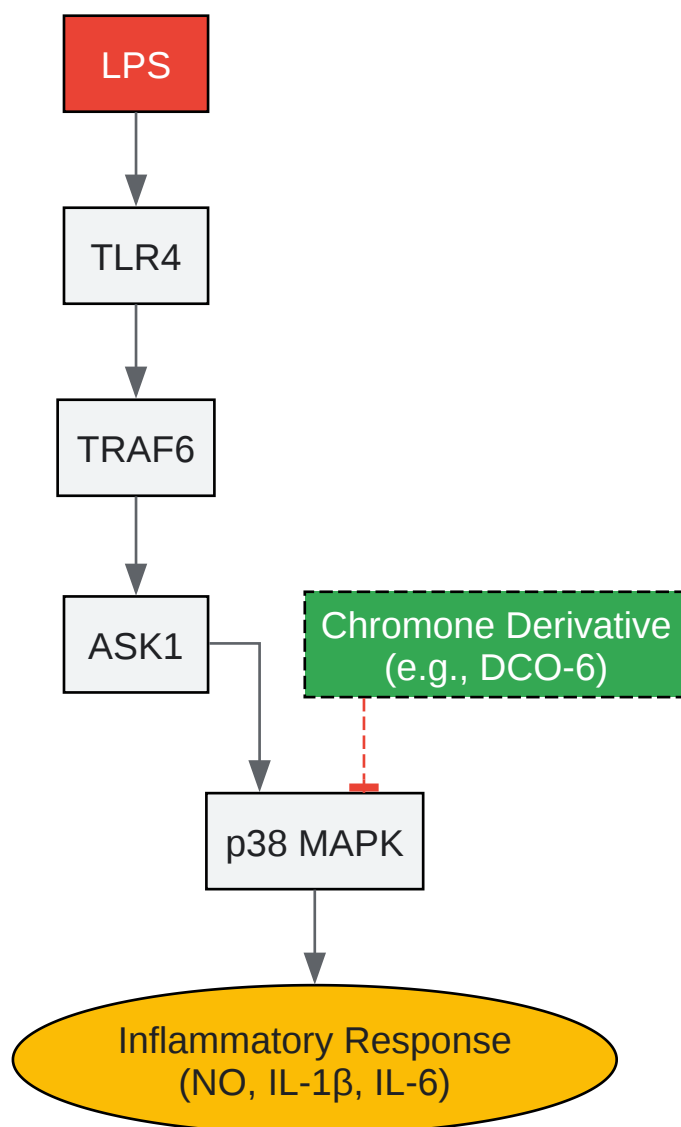 LPS
TLR4
TRAF6
ASK1
Chromone Derivative
(e.g., DCO-6)
p38 MAPK
Inflammatory Response
(NO, IL-1β, IL-6)